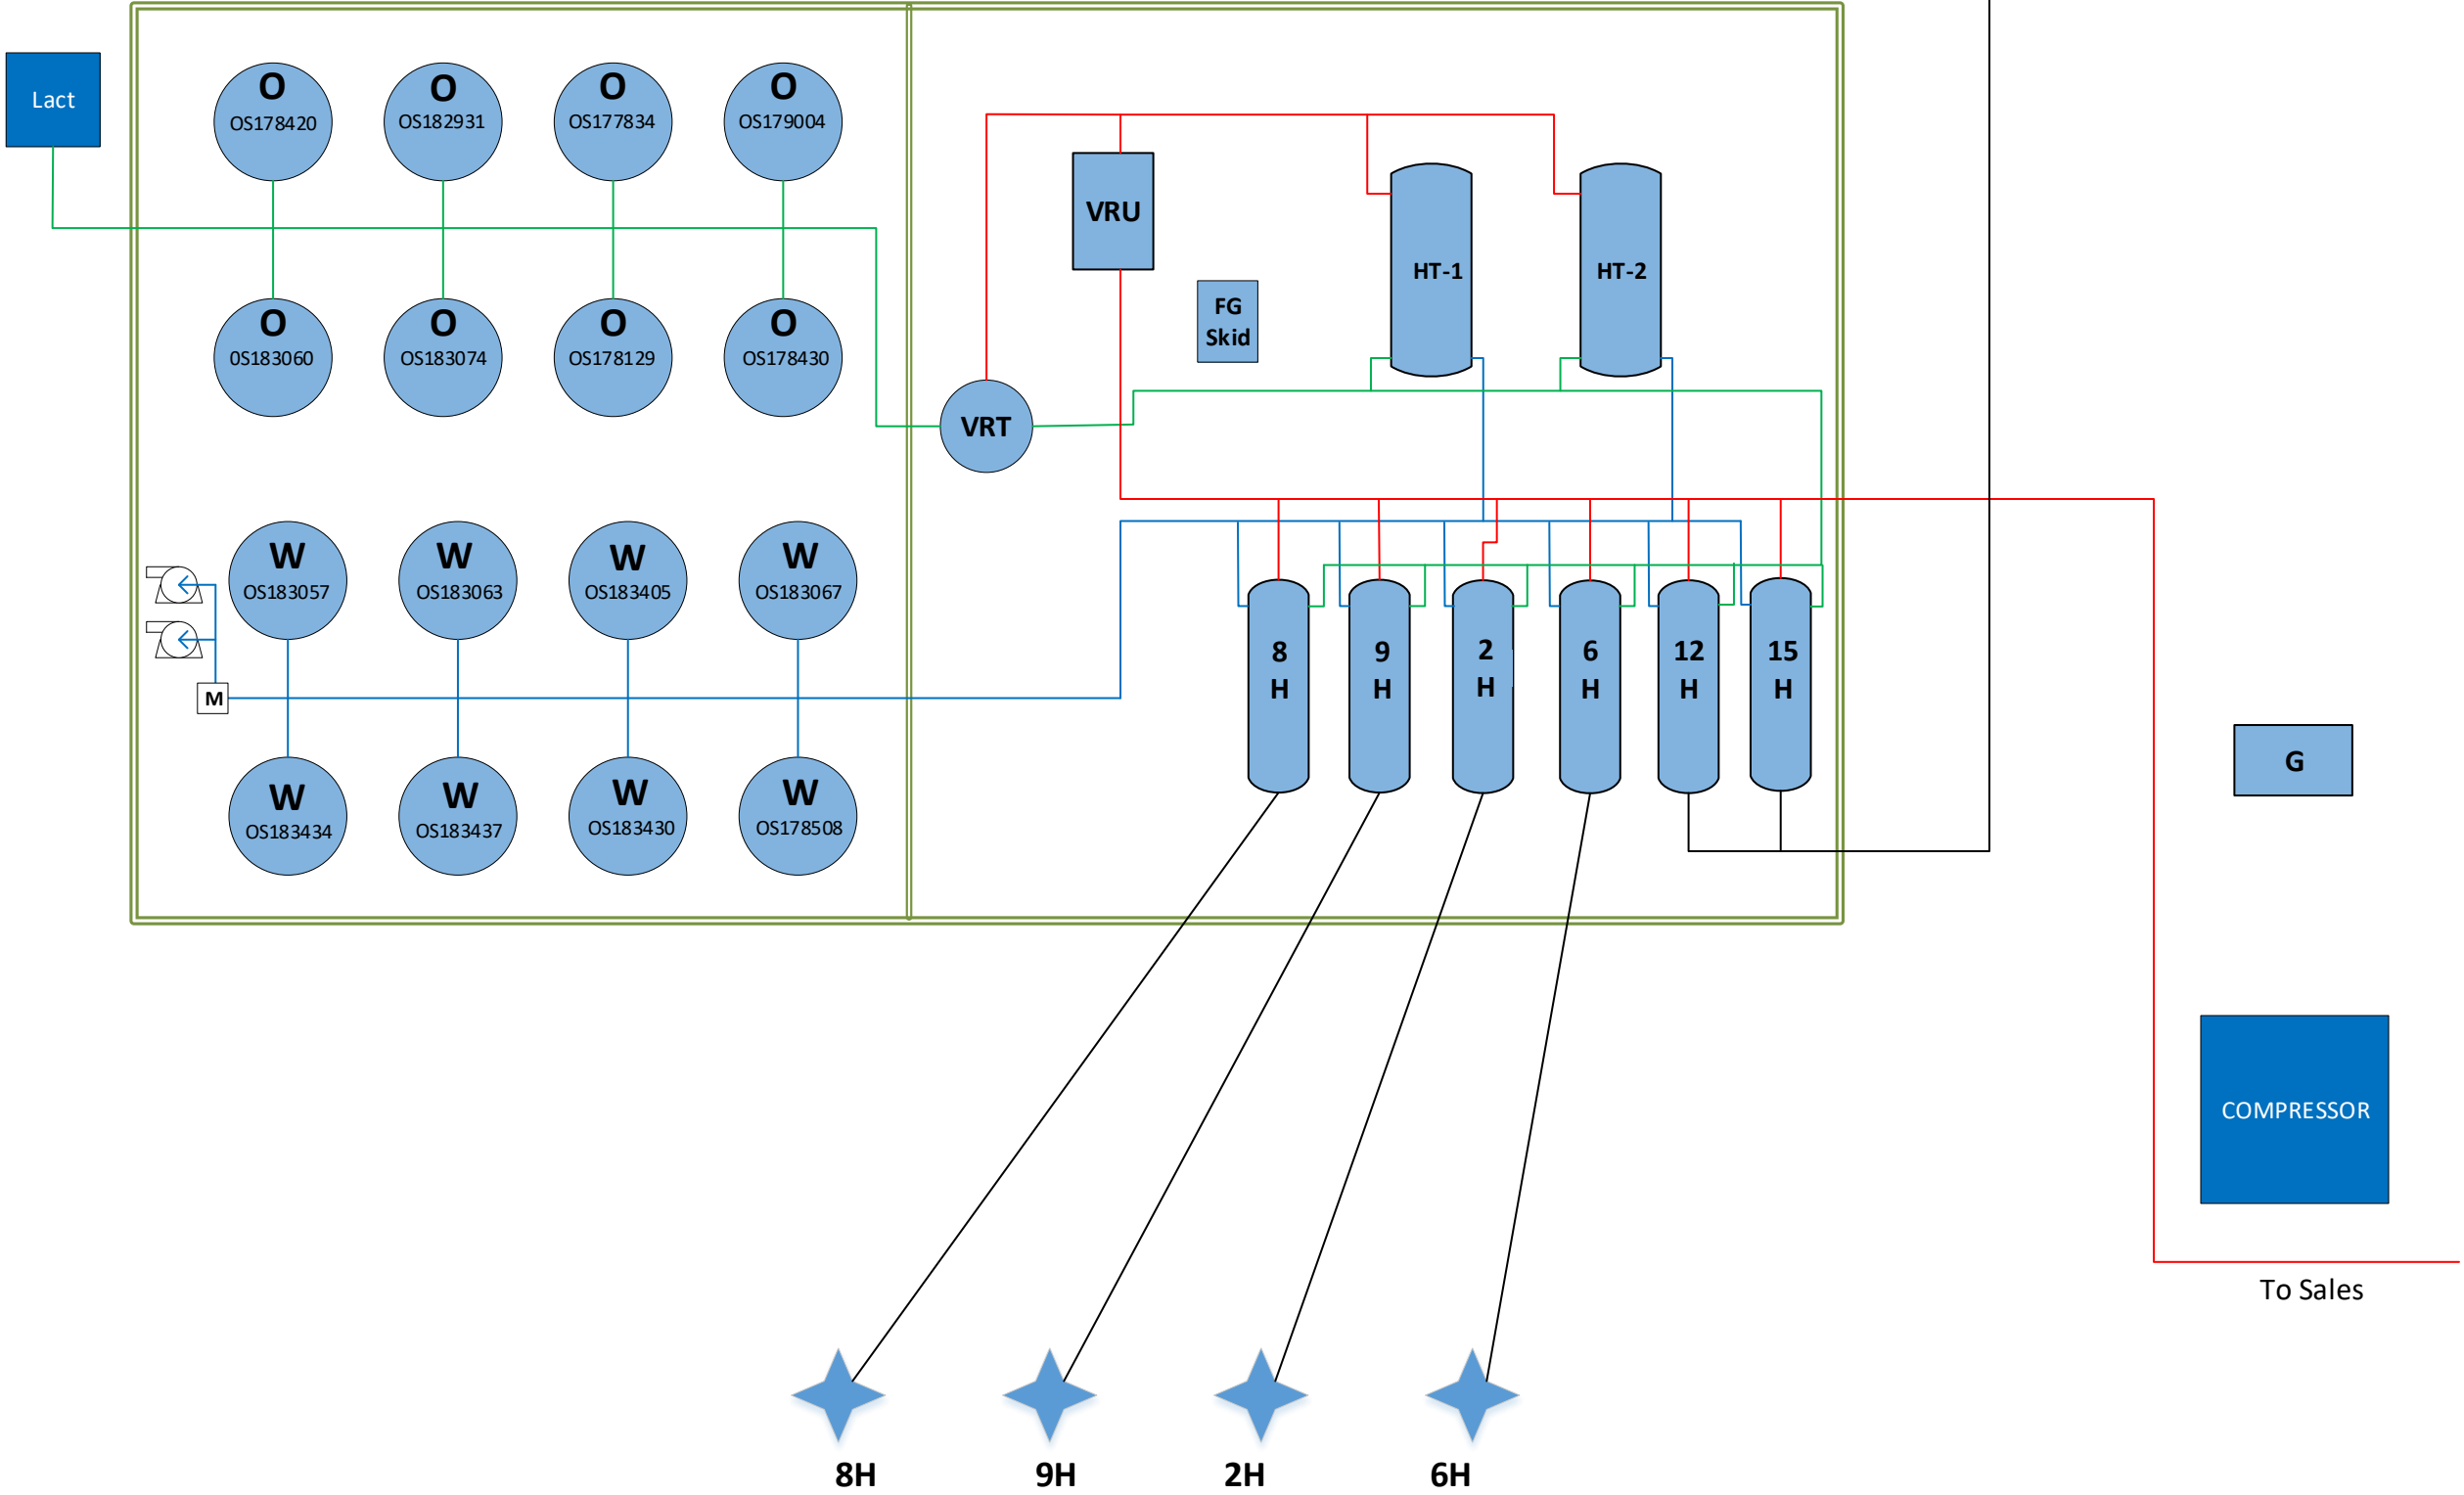 Lact
O
OS178420
O
OS182931
O
OS177834
O
OS179004
VRU
HT-1
HT-2
FG
Skid
O
0S183060
O
OS183074
O
OS178129
O
OS178430
VRT
W
OS183057
W
OS183063
W
OS183405
W
OS183067
M
8
H
9
H
2
H
6
H
12
H
15
H
G
W
OS183434
W
OS183437
W
OS183430
W
OS178508
COMPRESSOR
To Sales
8H
9H
2H
6H